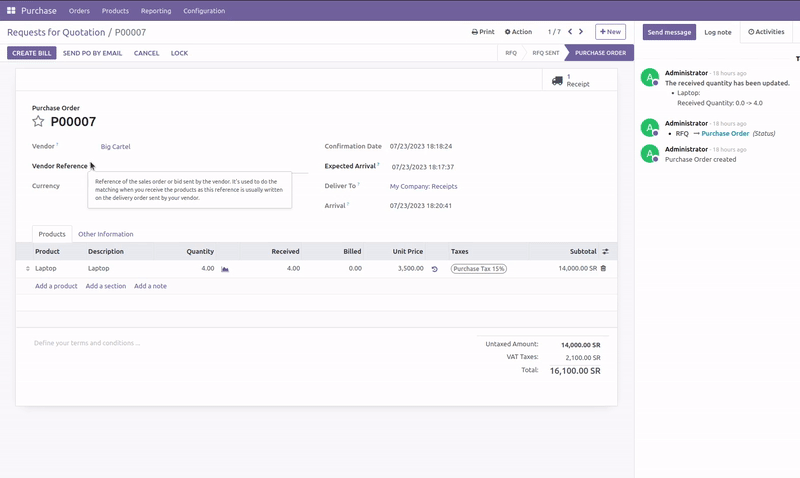 Purchase Orders Products Reporting Configuration
Requests for Quotation / P00007 Print Action 1 / 7 New
CREATE BILL SEND PO BY EMAIL CANCEL LOCK RFQ RFQ SENT PURCHASE ORDER
Send message Log note Activities
1
Receipt
Purchase Order
P00007
Vendor ? Big Cartel Confirmation Date 07/23/2023 18:18:24
Vendor Reference Expected Arrival ? 07/23/2023 18:17:37
Currency Deliver To ? My Company: Receipts
Arrival ? 07/23/2023 18:20:41
Reference of the sales order or bid sent by the vendor. It's used to do the
matching when you receive the products as this reference is usually written
on the delivery order sent by your vendor.
Products Other Information
Product Description Quantity Received Billed Unit Price Taxes Subtotal
Laptop Laptop 4.00 4.00 0.00 3,500.00 Purchase Tax 15% 14,000.00 SR
Add a product Add a section Add a note
Define your terms and conditions ...
Untaxed Amount: 14,000.00 SR
VAT Taxes: 2,100.00 SR
Total: 16,100.00 SR
T
A Administrator - 18 hours ago
The received quantity has been updated.
• Laptop:
Received Quantity: 0.0 -> 4.0
A Administrator - 18 hours ago
• RFQ → Purchase Order (Status)
A Administrator - 18 hours ago
Purchase Order created